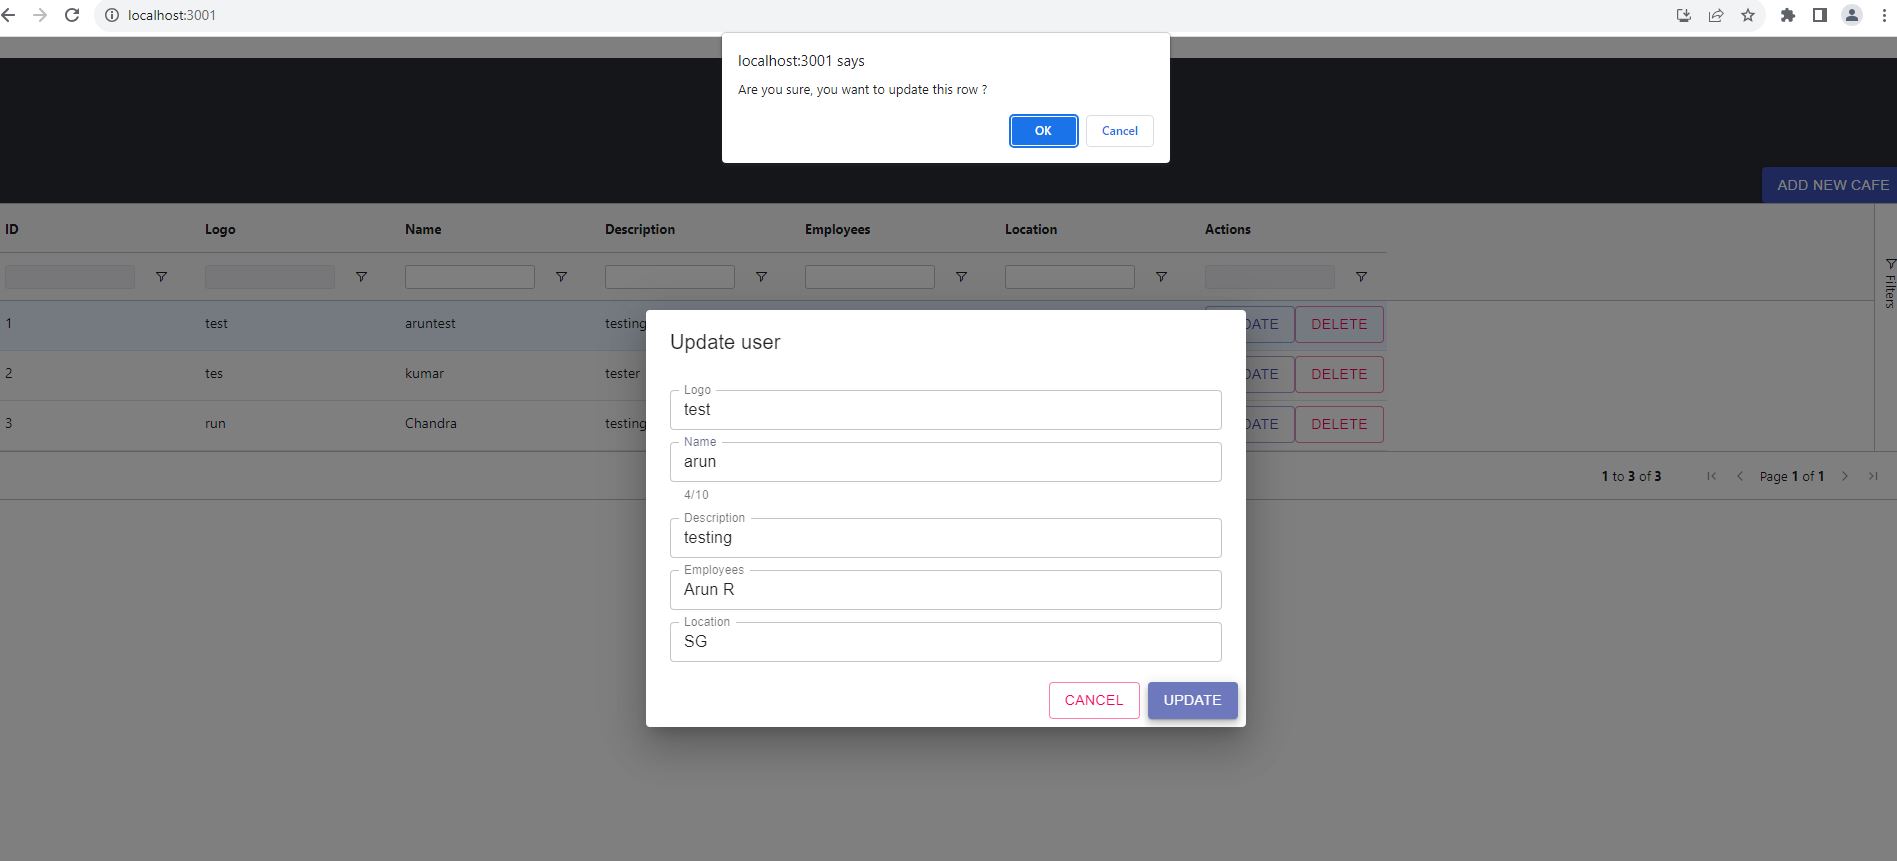 localhost:3001
localhost:3001 says
Are you sure, you want to update this row ?
OK Cancel
ADD NEW CAFE
ID Logo Name Description Employees Location Actions
Filters
1 test aruntest testing DATE DELETE
2 tes kumar tester DATE DELETE
3 run Chandra testing DATE DELETE
1 to 3 of 3 Page 1 of 1
Update user
Logo
test
Name
arun
4/10
Description
testing
Employees
Arun R
Location
SG
CANCEL UPDATE